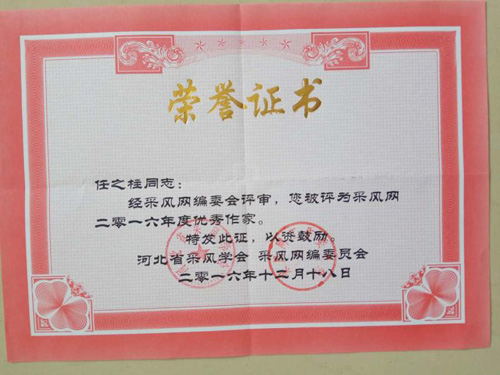 荣誉证书
任之柱同志：
经采风网编委会评审，您被评为采风网
二零一六年度优秀作家。
特发此证，以资鼓励。
河北省采风学会 采风网编委员会
二零一六年十二月十八日